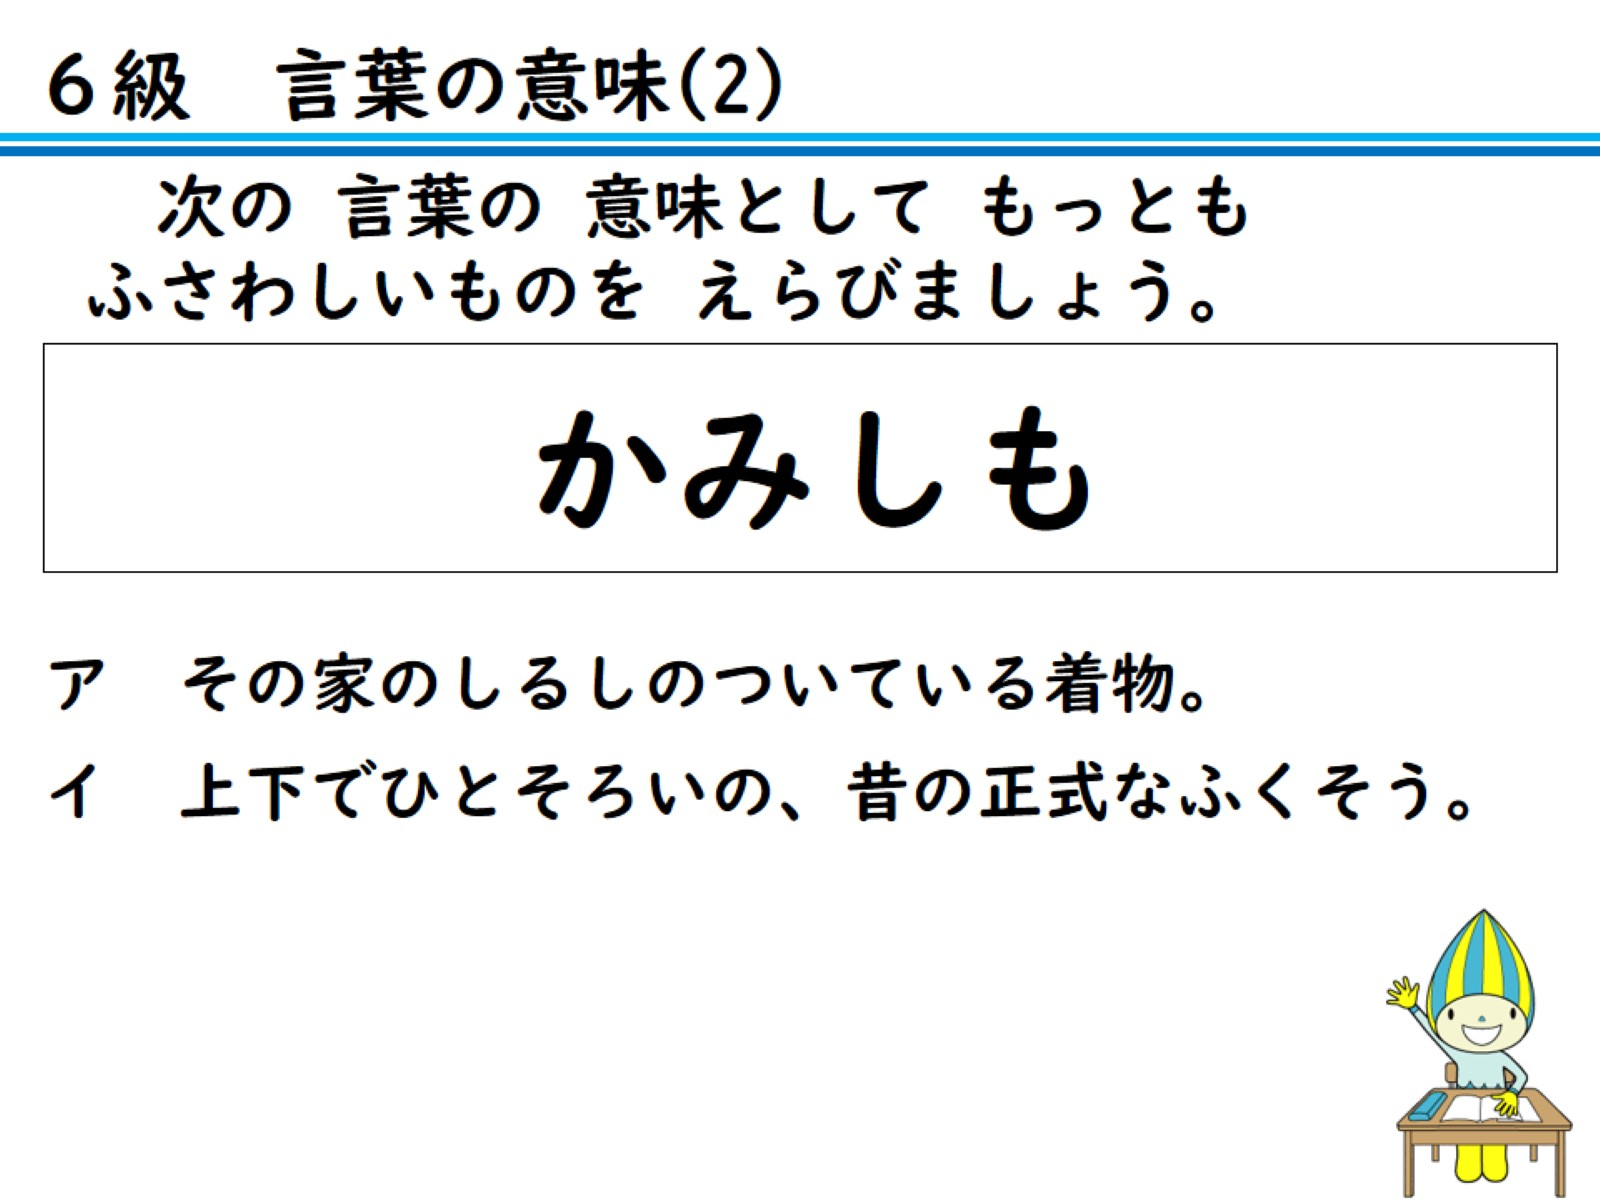 ６級　言葉の意味(2)
次の 言葉の 意味として もっとも
ふさわしいものを えらびましょう。
かみしも
ア　その家のしるしのついている着物。
イ　上下でひとそろいの、昔の正式なふくそう。